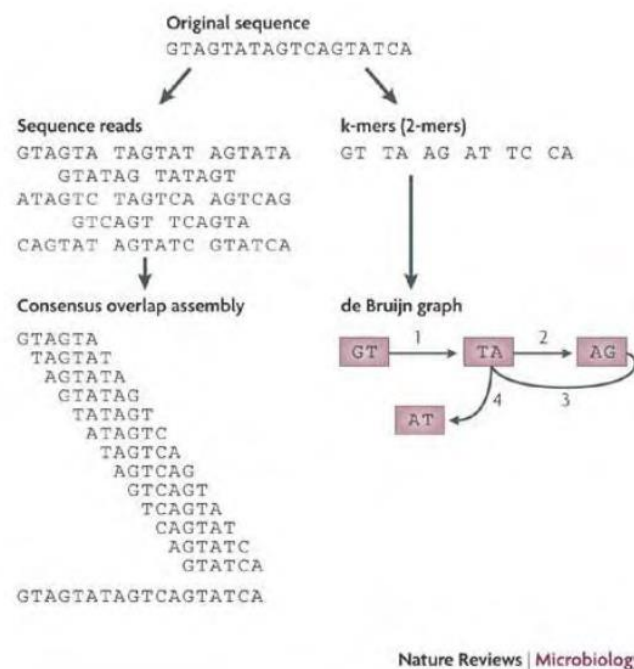 Original sequence
GTAGTATAGTCAGTATCA
Sequence reads
GTAGTA TAGTAT AGTATA
GTATAG TATAGT
ATAGTC TAGTCA AGTCAG
GTCAGT TCAGTA
CAGTAT AGTATC GTATCA
k-mers (2-mers)
GT TA AG AT TC CA
Consensus overlap assembly
GTAGTA
TAGTAT
AGTATA
GTATAG
TATAGT
ATAGTC
TAGTCA
AGTCAG
GTCAGT
TCAGTA
CAGTAT
AGTATC
GTATCA
GTAGTATAGTCAGTATCA
de Bruijn graph
1 2
GT TA AG
4 3
AT
Nature Reviews | Microbiology